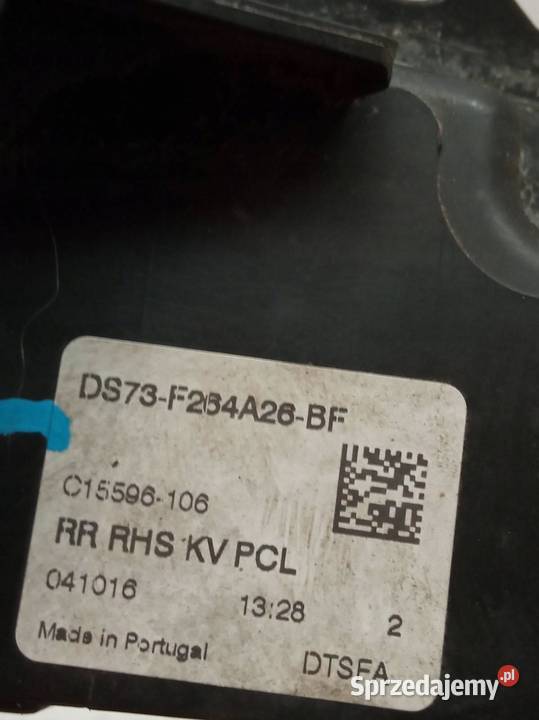 DS73-F264A26-BF
C15596-106
RR RHS KV PCL
041016 13:28 2
Made in Portugal DTSFA
Sprzedajemy.pl